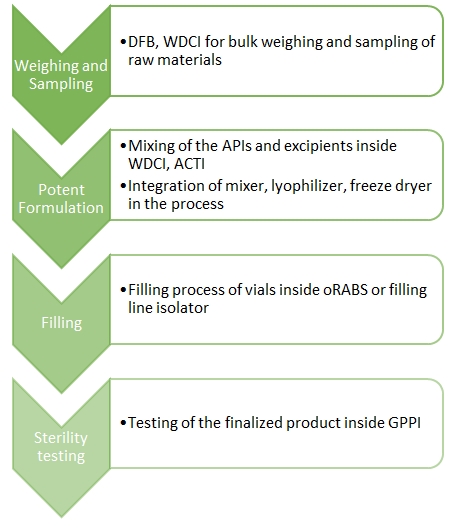 Weighing and
Sampling
•DFB, WDCI for bulk weighing and sampling of
raw materials
Potent
Formulation
•Mixing of the APIs and excipients inside
WDCI, ACTI
•Integration of mixer, lyophilizer, freeze dryer
in the process
Filling
•Filling process of vials inside oRABS or filling
line isolator
Sterility
testing
•Testing of the finalized product inside GPPI